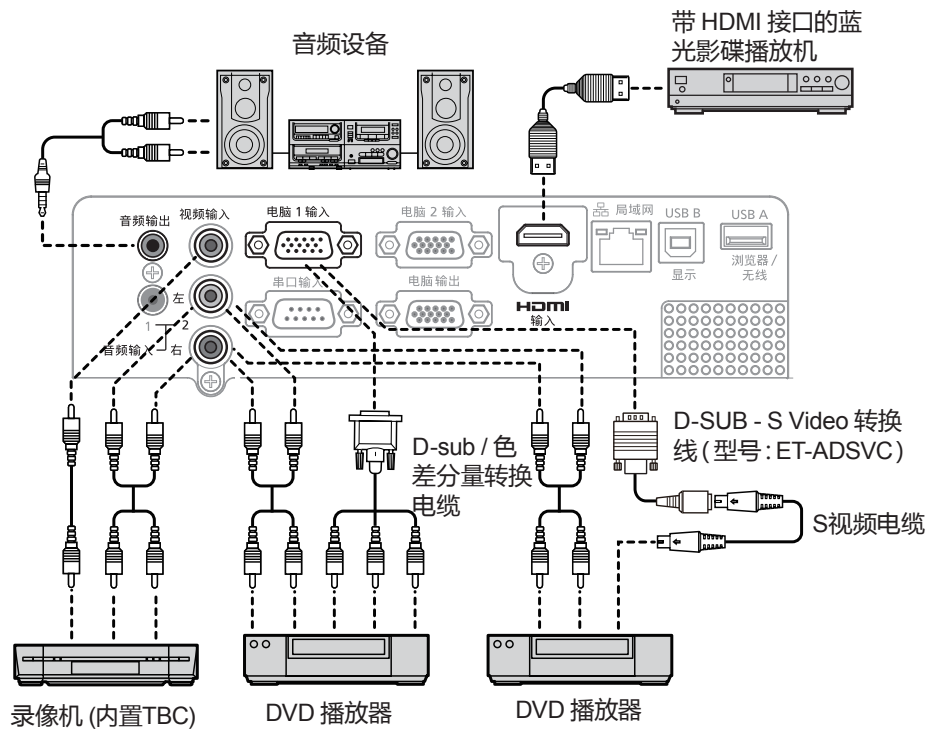 音频设备
带 HDMI 接口的蓝
光影碟播放机
音频输出
视频输入
电脑 1 输入
电脑 2 输入
品 局域网
USB B
USB A
显示
浏览器 /
无线
串口输入
电脑输出
HDMI
输入
左
1
2
音频输入
右
D-sub / 色
差分量转换
电缆
D-SUB - S Video 转换
线 ( 型号 : ET-ADSVC )
S视频电缆
录像机 (内置TBC)
DVD 播放器
DVD 播放器